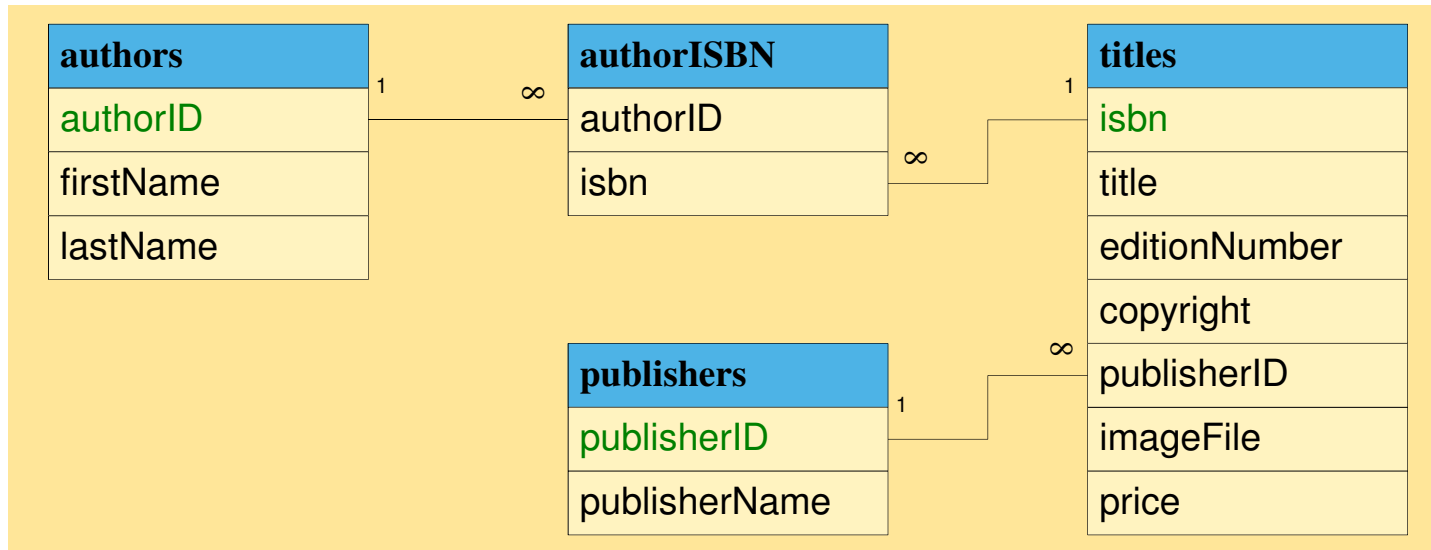 authors
authorID
firstName
lastName
1
∞
authorISBN
authorID
isbn
∞
1
titles
isbn
title
editionNumber
copyright
publisherID
imageFile
price
publishers
publisherID
publisherName
1
∞